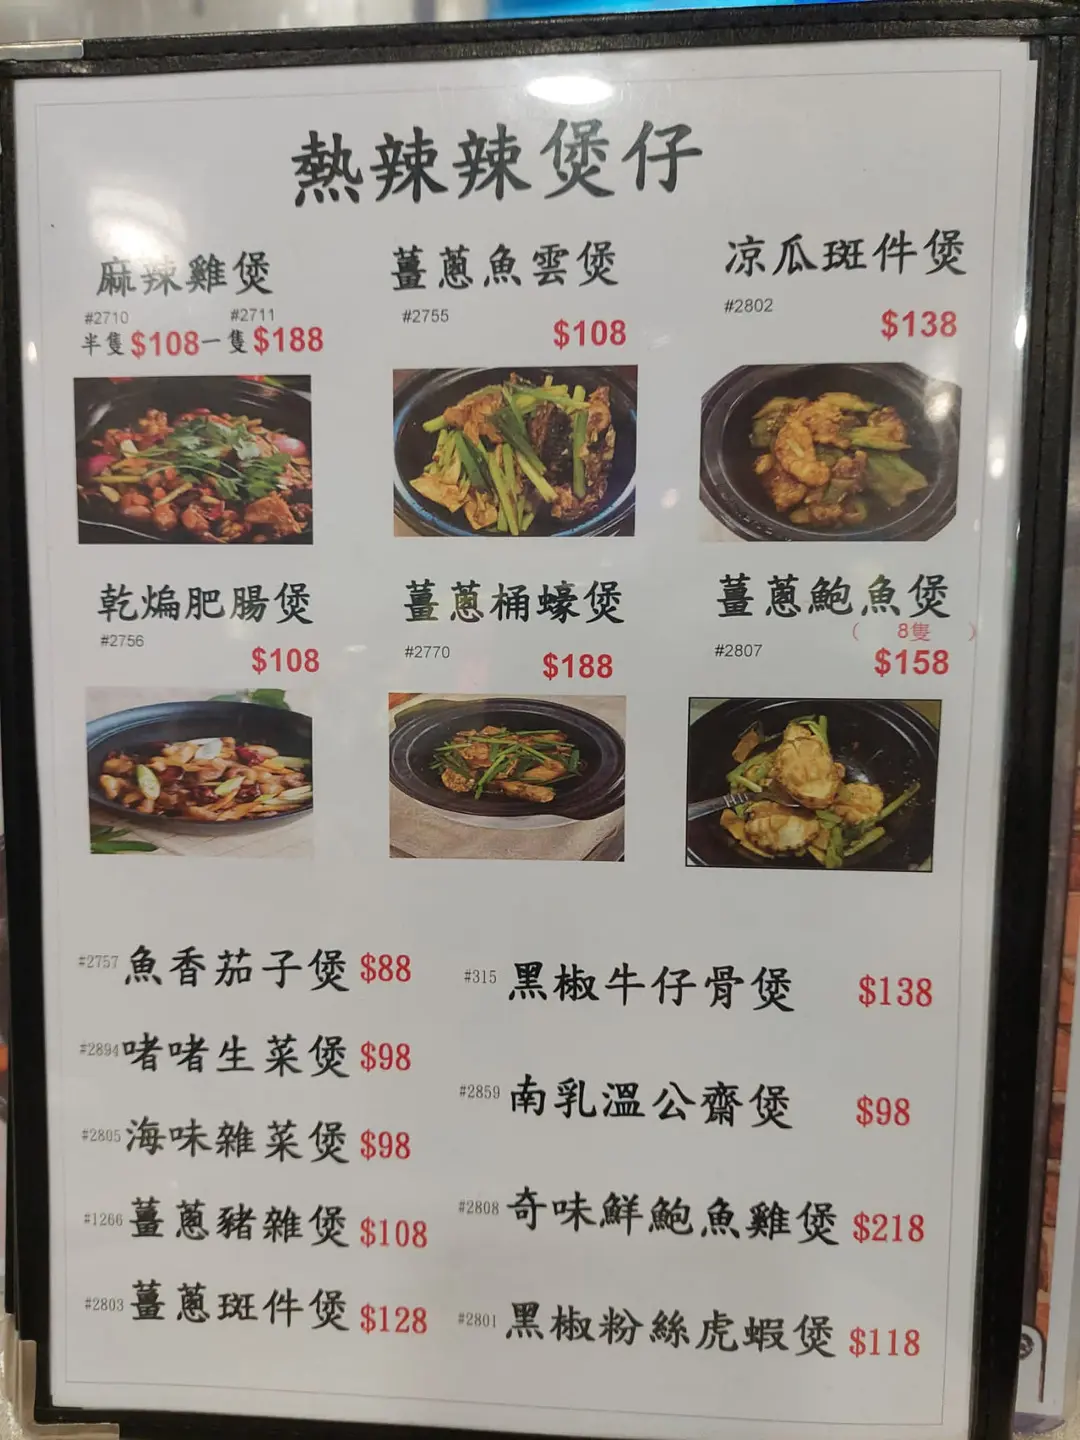 熱辣辣煲仔
麻辣雞煲
#2710 #2711
半隻$108一隻$188
薑蔥魚雲煲
#2755
$108
凉瓜斑件煲
#2802
$138
乾煸肥腸煲
#2756
$108
薑蔥桶蠔煲
#2770
$188
薑蔥鮑魚煲
( 8隻 )
#2807
$158
#2757 魚香茄子煲 $88
#2894 啫啫生菜煲 $98
#2805 海味雜菜煲 $98
#1266 薑蔥豬雜煲 $108
#2803 薑蔥斑件煲 $128
#315 黑椒牛仔骨煲 $138
#2859 南乳溫公齋煲 $98
#2808 奇味鮮鮑魚雞煲 $218
#2801 黑椒粉絲虎蝦煲 $118